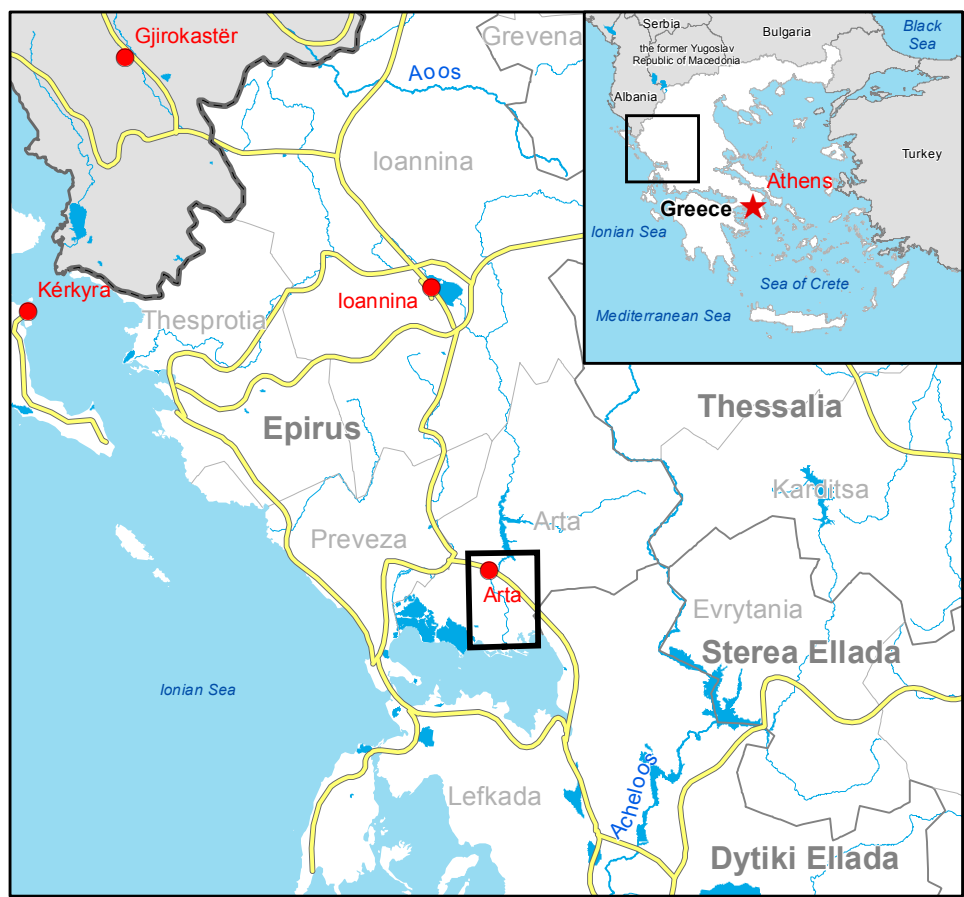 Gjirokastër
Grevena
Aoos
Ioannina
Kérkyra
Thesprotia
Ioannina
Epirus
Thessalia
Karditsa
Preveza
Arta
Arta
Evrytania
Sterea Ellada
Ionian Sea
Lefkada
Acheloos
Dytiki Ellada
Serbia
Bulgaria
Black
Sea
the former Yugoslav
Republic of Macedonia
Albania
Turkey
Athens
Greece
Ionian Sea
Sea of Crete
Mediterranean Sea